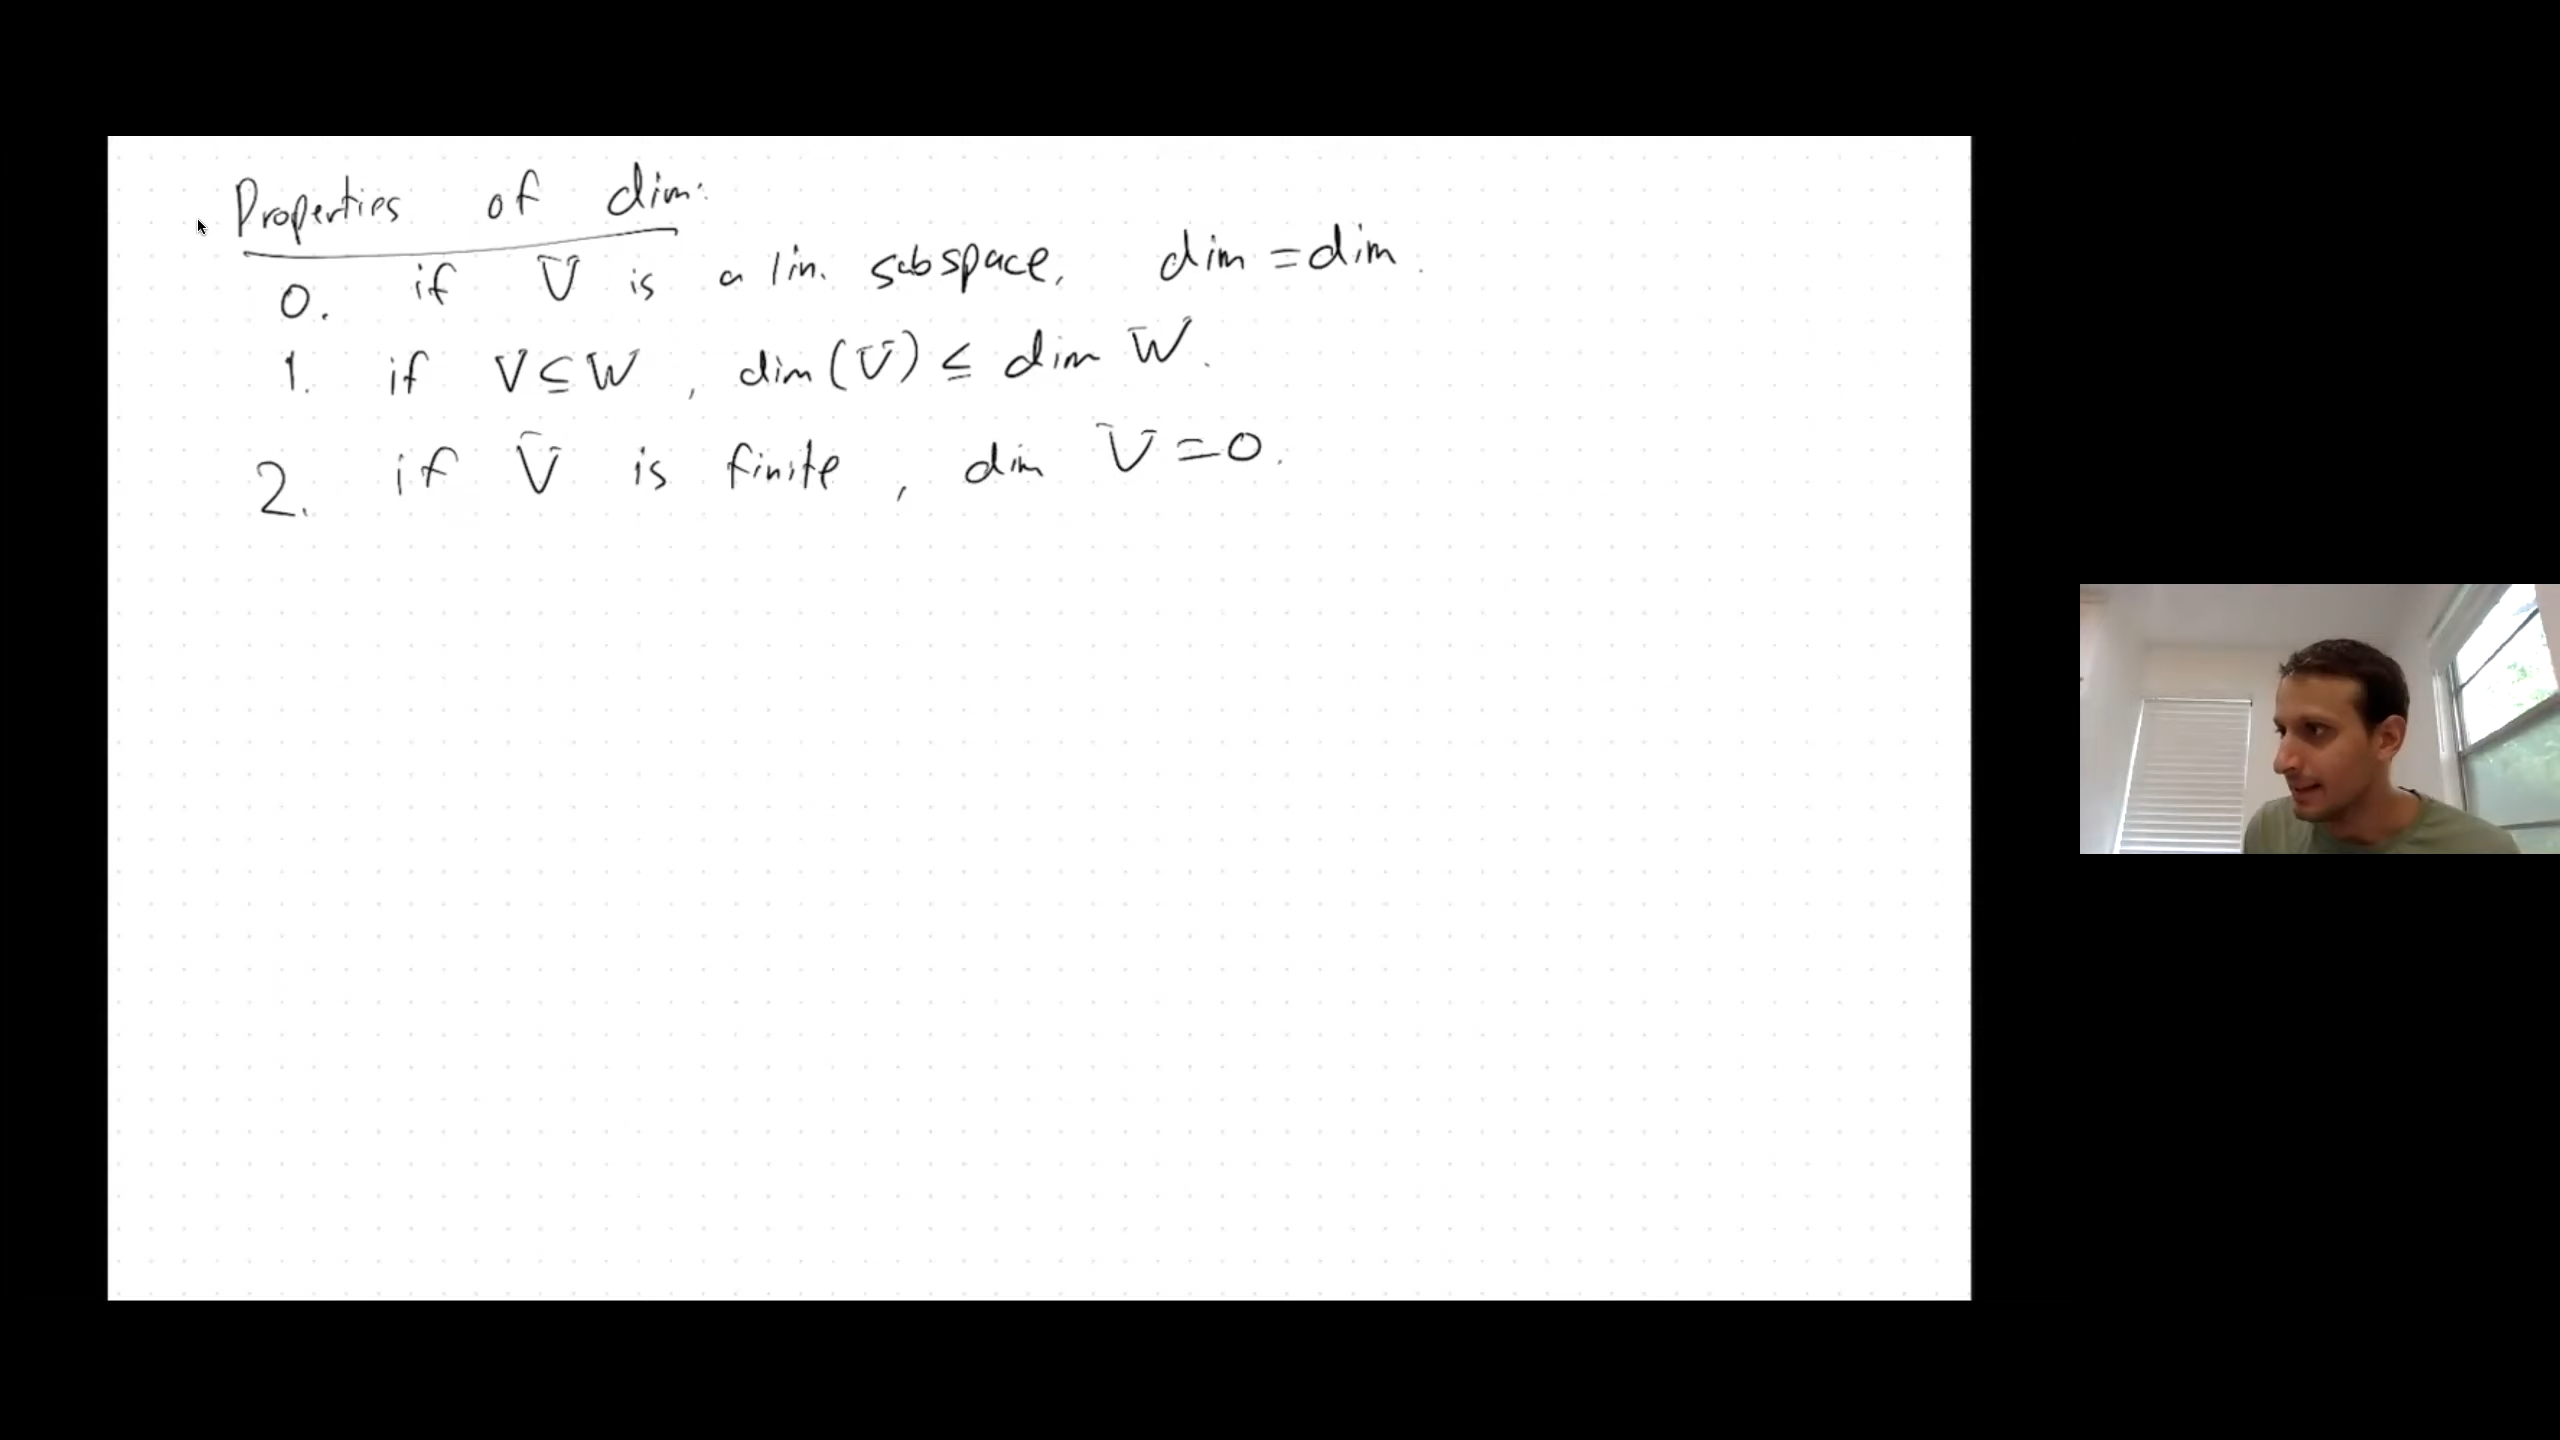 Properties of dim:
0. if V is a lin. subspace, dim = dim.
1. if V ⊆ W, dim(V) ≤ dim W.
2. if V is finite, dim V = 0.